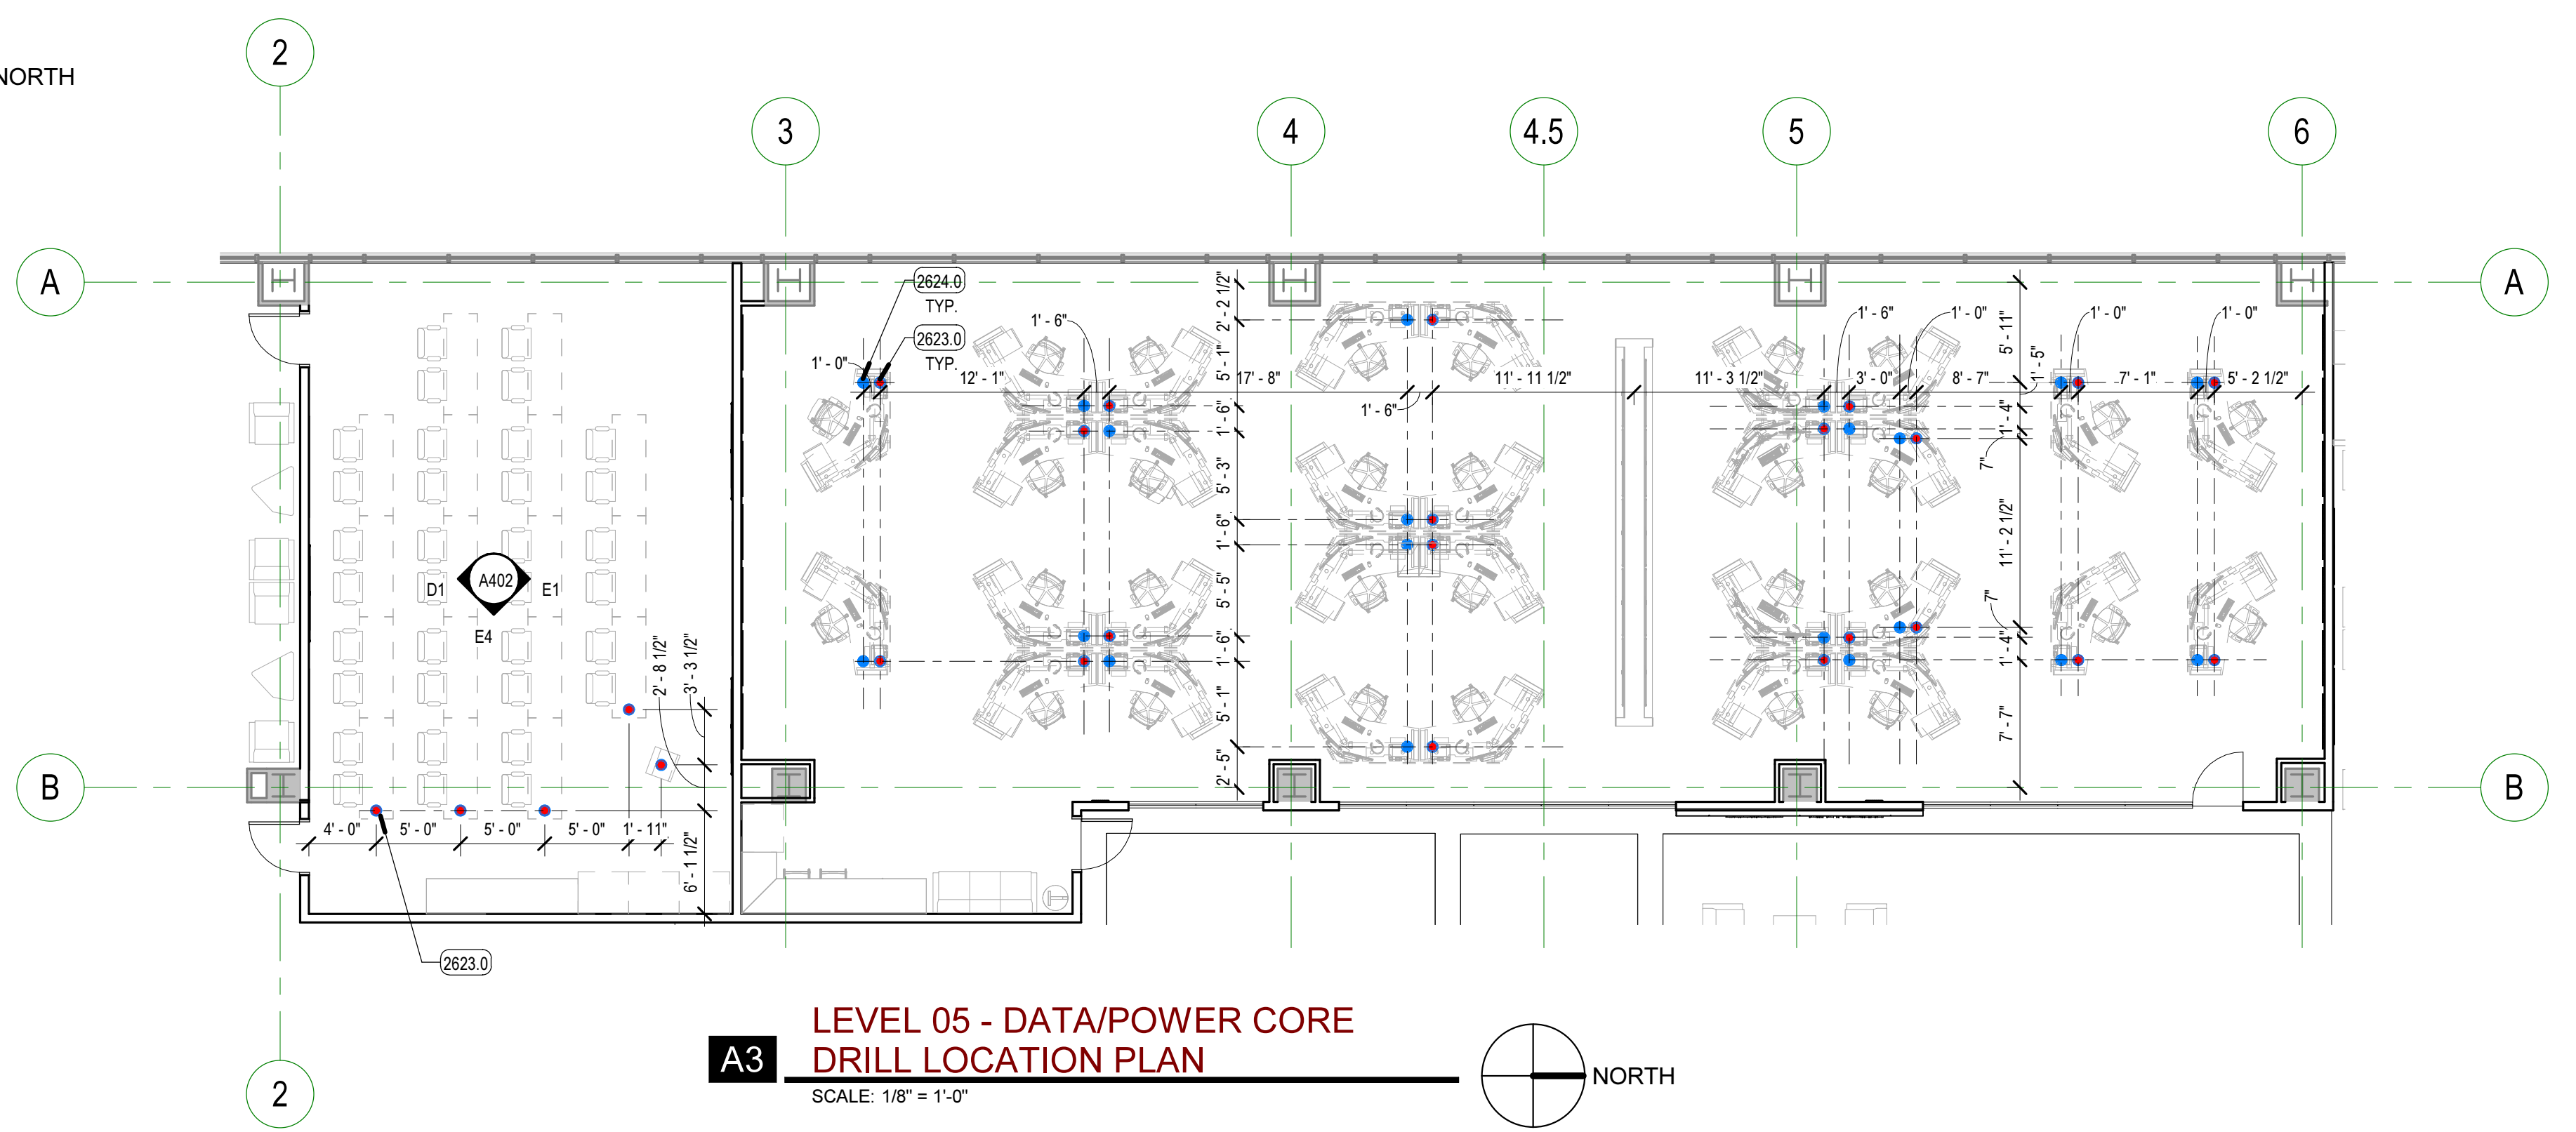 NORTH
2
3
4
4.5
5
6
A
A
2624.0
TYP.
2623.0
TYP.
1' - 0"
12' - 1"
1' - 6"
2' - 2 1/2"
5' - 1"
17' - 8"
1' - 6"
5' - 3"
1' - 6"
5' - 5"
1' - 6"
5' - 1"
2' - 5"
1' - 6"
11' - 11 1/2"
11' - 3 1/2"
1' - 6"
3' - 0"
1' - 0"
8' - 7"
5' - 11"
1' - 5"
1' - 4"
7"
11' - 2 1/2"
7"
1' - 4"
7' - 7"
1' - 0"
7' - 1"
1' - 0"
5' - 2 1/2"
D1
A402
E1
E4
2' - 8 1/2"
3' - 3 1/2"
B
B
4' - 0"
5' - 0"
5' - 0"
5' - 0"
1' - 11"
6' - 1 1/2"
2623.0
2
A3
LEVEL 05 - DATA/POWER CORE
DRILL LOCATION PLAN
SCALE: 1/8" = 1'-0"
NORTH